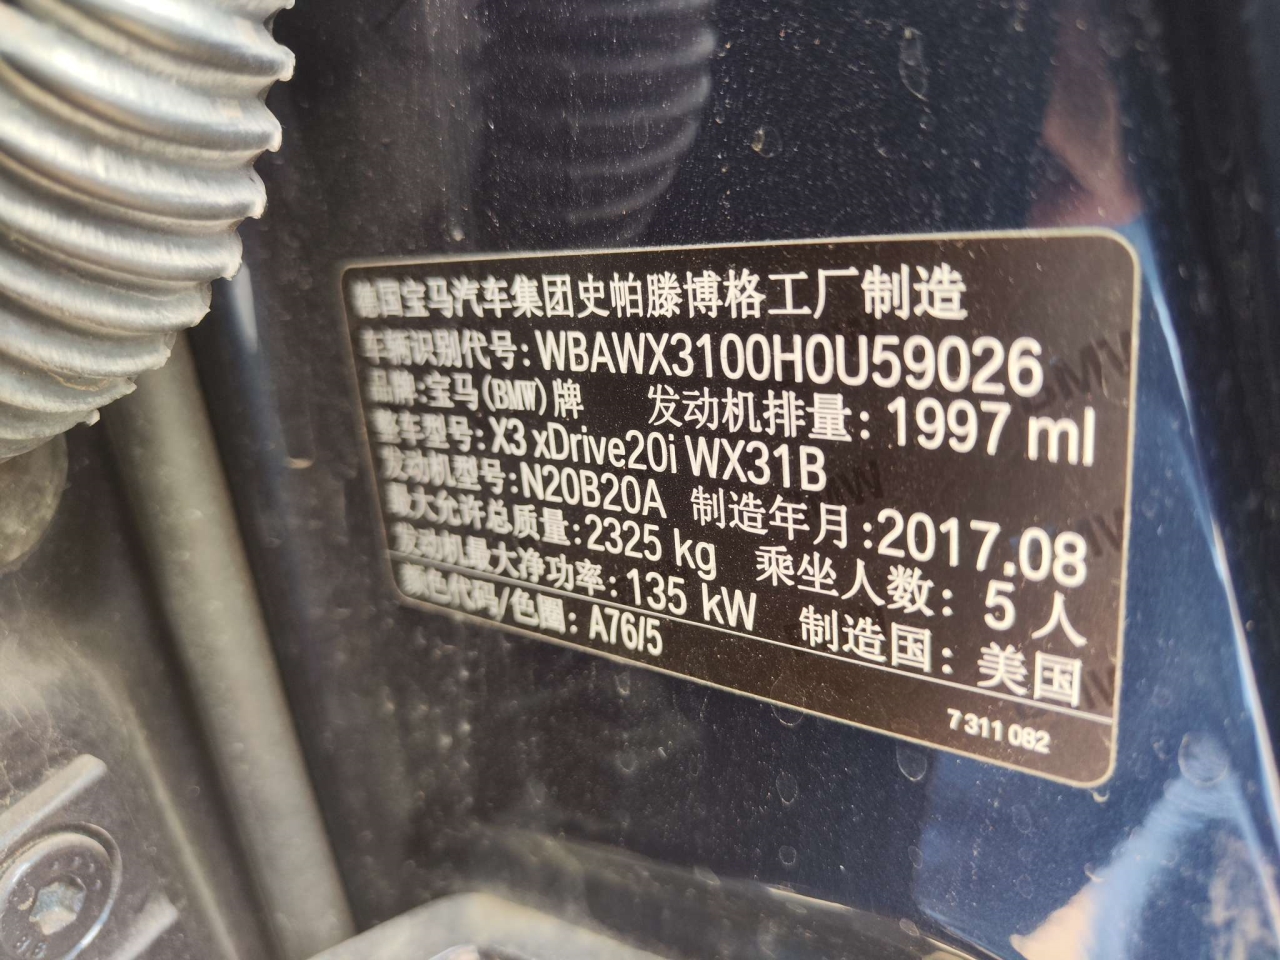 德国宝马汽车集团史帕滕博格工厂制造
车辆识别代号:WBAWX3100H0U59026
品牌:宝马(BMW)牌 发动机排量:1997 ml
整车型号:X3 xDrive20i WX31B
发动机型号:N20B20A 制造年月:2017.08
最大允许总质量:2325 kg 乘坐人数:5人
发动机最大净功率:135 kW 制造国:美国
颜色代码/色圈:A76/5
7311082